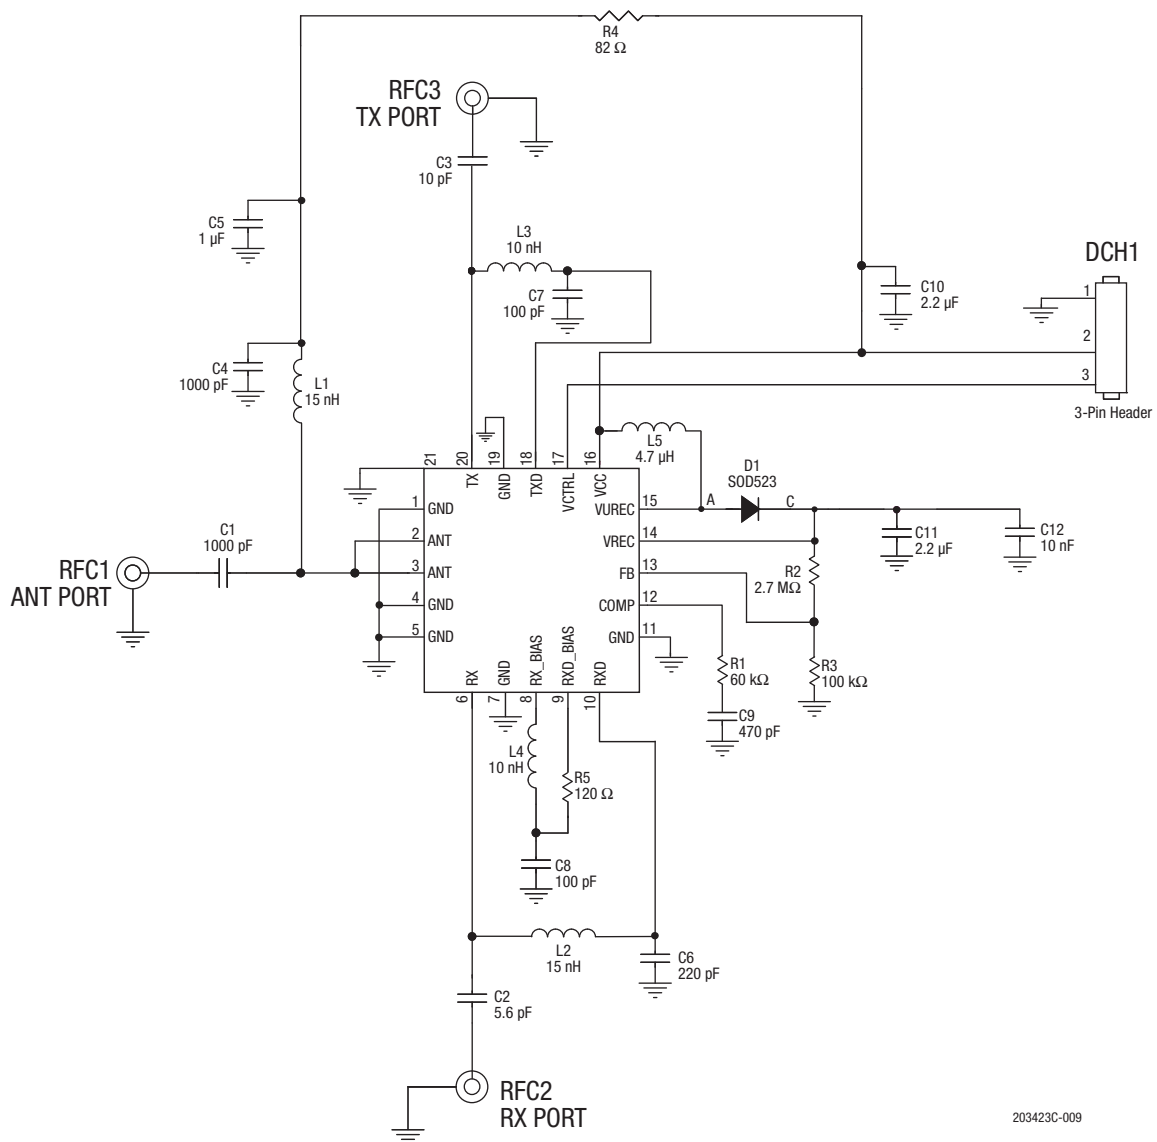 R4
82 Ω
RFC3
TX PORT
C3
10 pF
C5
1 µF
L3
10 nH
C7
100 pF
DCH1
C10
2.2 µF
1
2
3
3-Pin Header
C4
1000 pF
L1
15 nH
L5
4.7 µH
21
20
19
18
17
16
TX
GND
TXD
VCTRL
VCC
D1
SOD523
A
C
1
GND
2
ANT
3
ANT
4
GND
5
GND
VUREC
15
VREC
14
FB
13
COMP
12
GND
11
C1
1000 pF
RFC1
ANT PORT
C11
2.2 µF
C12
10 nF
R2
2.7 MΩ
R3
100 kΩ
R1
60 kΩ
C9
470 pF
RX
GND
RX_BIAS
RXD_BIAS
RXD
6
7
8
9
10
L4
10 nH
R5
120 Ω
C8
100 pF
L2
15 nH
C6
220 pF
C2
5.6 pF
RFC2
RX PORT
203423C-009